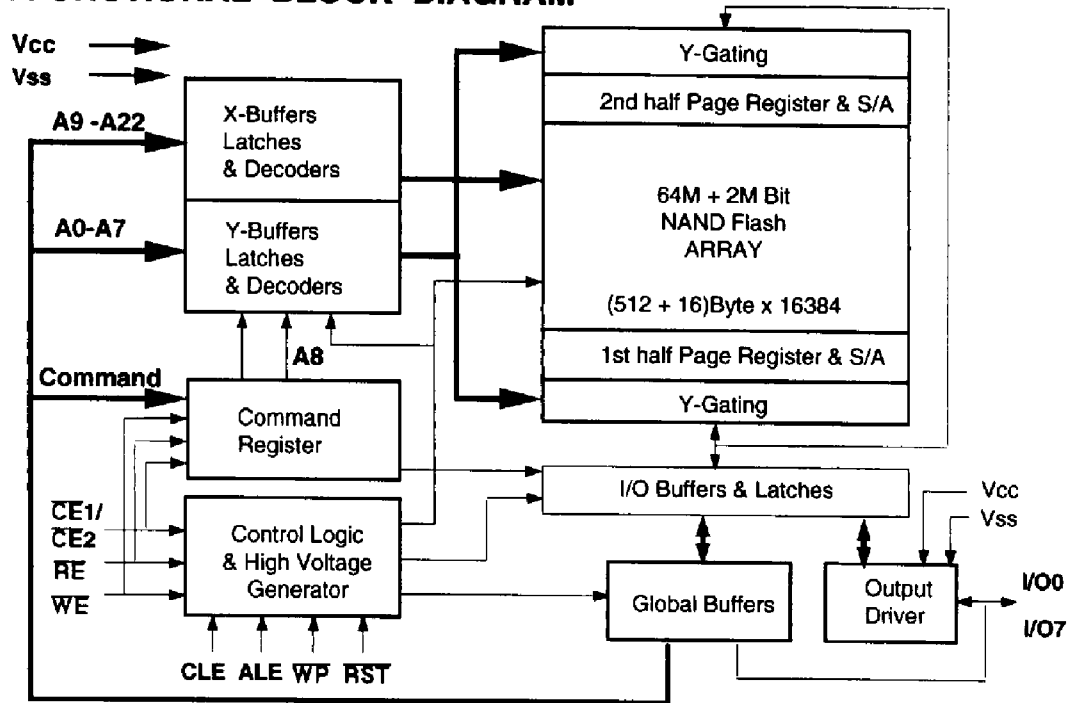 BLOCK DIAGRAM
Vcc
Vss
A9 -A22
A0-A7
Command
X-Buffers
Latches
& Decoders
Y-Buffers
Latches
& Decoders
A8
Command
Register
CE1/
CE2
RE
WE
Control Logic
& High Voltage
Generator
CLE ALE WP RST
Y-Gating
2nd half Page Register & S/A
64M + 2M Bit
NAND Flash
ARRAY
(512 + 16)Byte x 16384
1st half Page Register & S/A
Y-Gating
I/O Buffers & Latches
Vcc
Vss
Global Buffers
Output
Driver
I/O0
I/O7